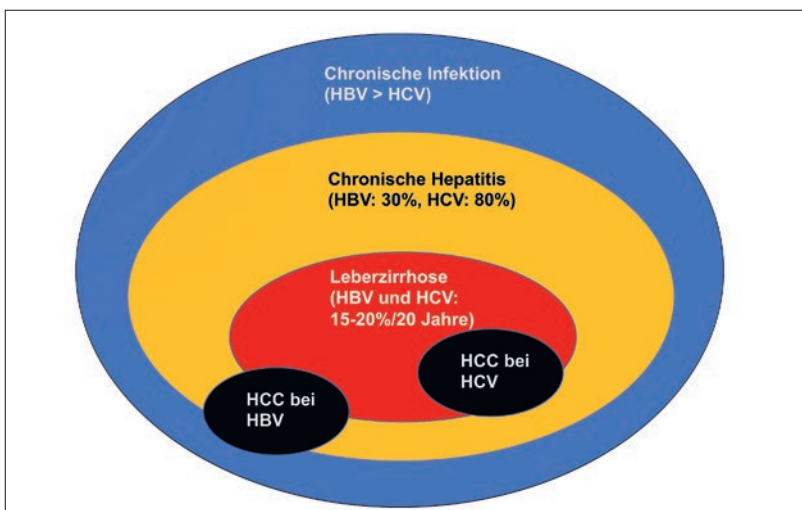 Chronische Infektion
(HBV > HCV)
Chronische Hepatitis
(HBV: 30%, HCV: 80%)
Leberzirrhose
(HBV und HCV:
15-20%/20 Jahre)
HCC bei
HCV
HCC bei
HBV